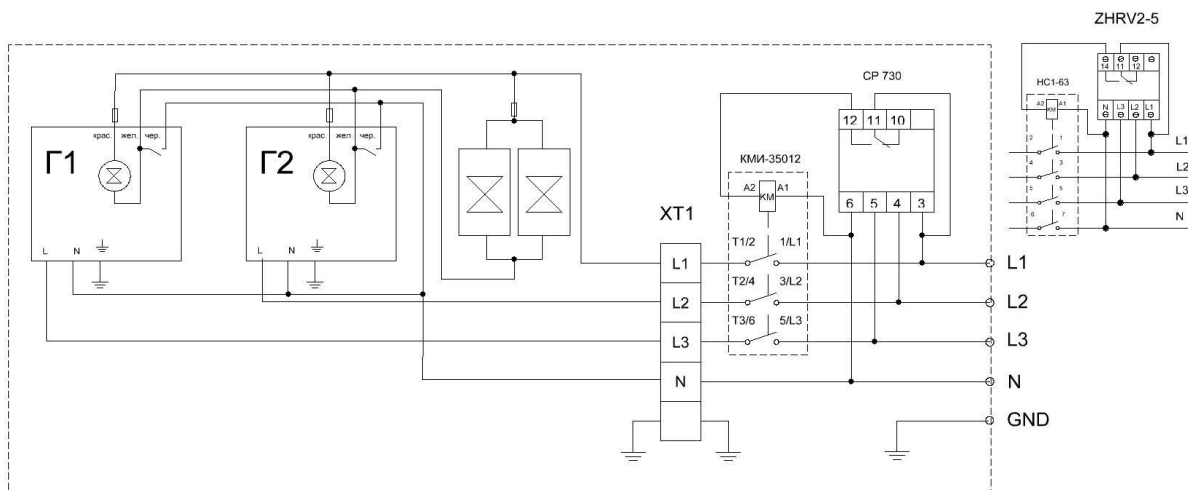 ZHRV2-5
14 11 12
НС1-63
A2 КМ A1
N L3 L2 L1
2 1
4 3
5 5
6 7
L1
L2
L3
N
СР 730
12 11 10
КМИ-35012
A2 КМ A1
6 5 4 3
крас. жел. чер.
крас. жел. чер.
Г1
Г2
L N
L N
XT1
L1 T1/2 1/L1 L1
L2 T2/4 3/L2 L2
L3 T3/6 5/L3 L3
N N
GND